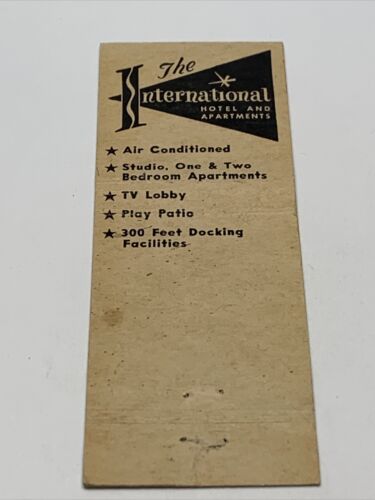 The
International
HOTEL AND
APARTMENTS
★ Air Conditioned
★ Studio, One & Two
Bedroom Apartments
★ TV Lobby
★ Play Patio
★ 300 Feet Docking
Facilities